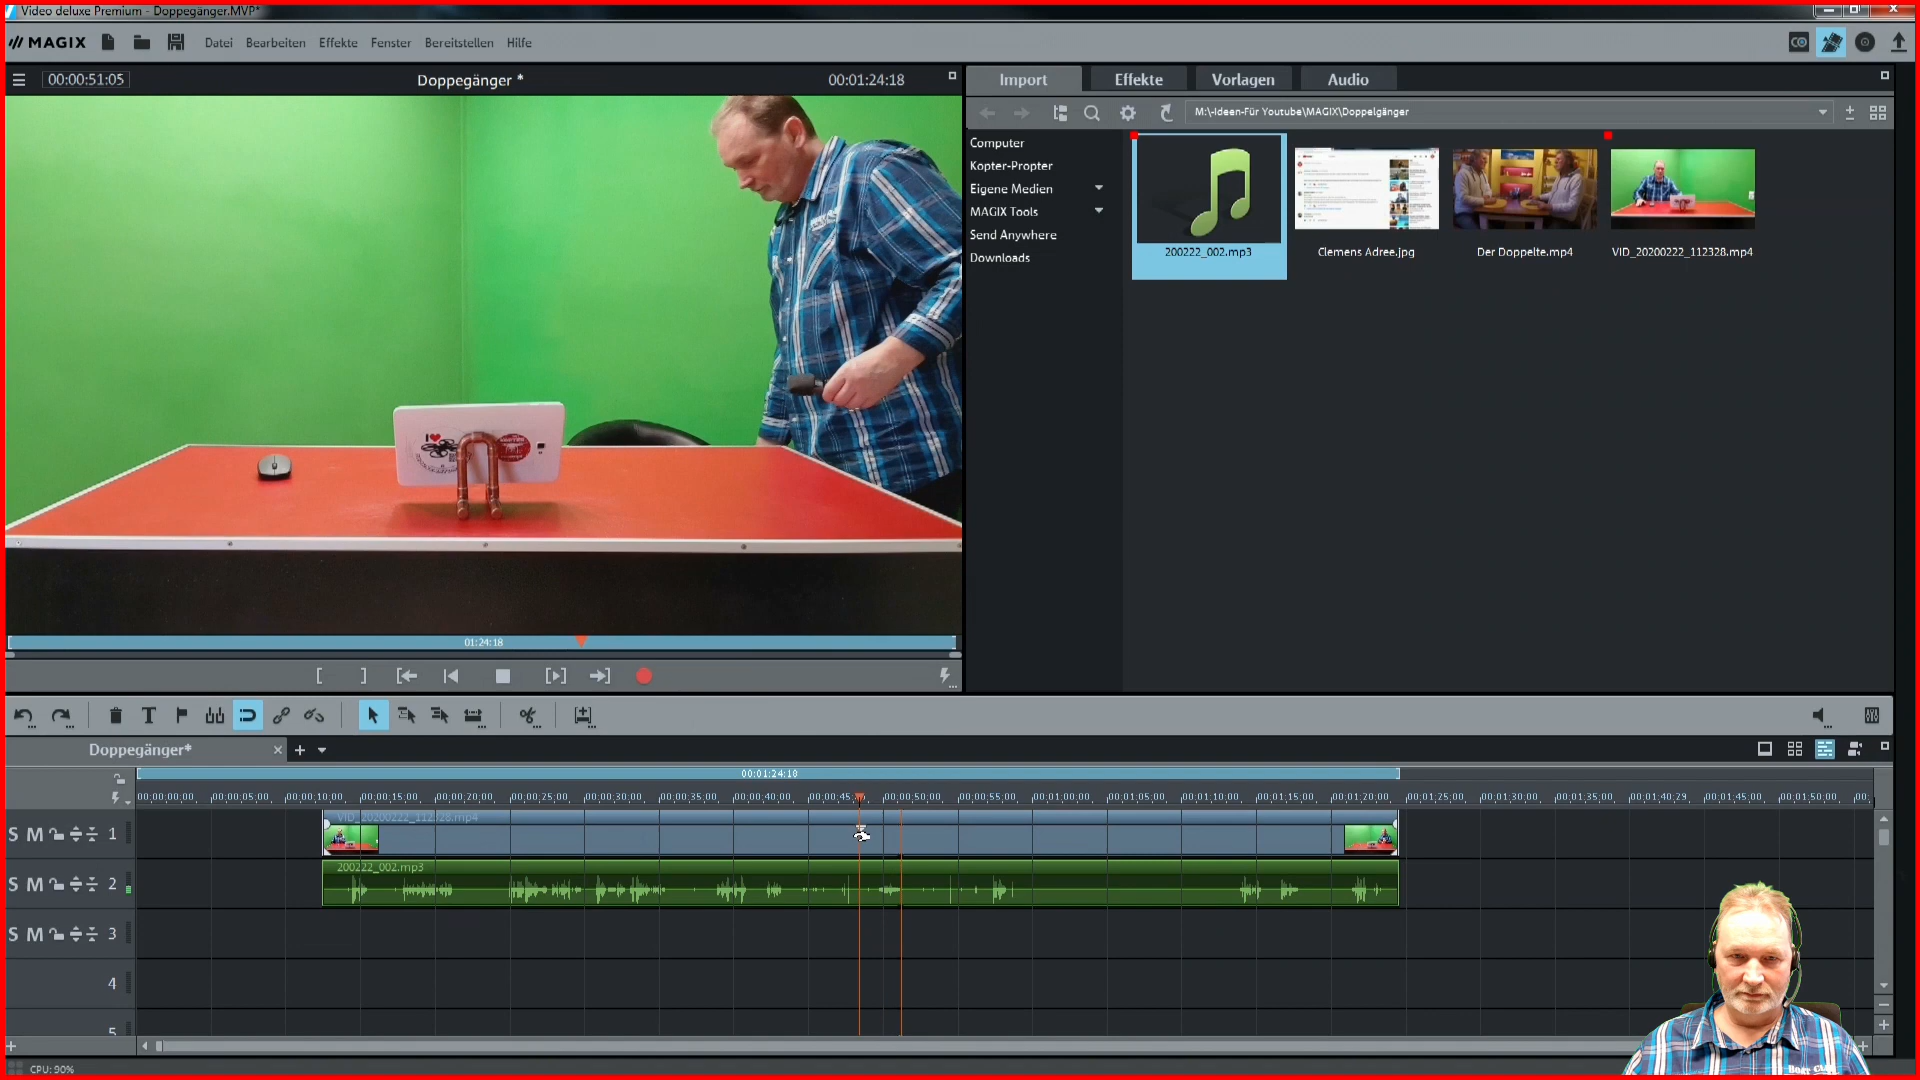 Video deluxe Premium - Doppegänger.MVP*
MAGIX
Datei Bearbeiten Effekte Fenster Bereitstellen Hilfe
00:00:51:05
Doppegänger *
00:01:24:18
Import Effekte Vorlagen Audio
M:\-Ideen-Für Youtube\MAGIX\Doppelgänger
Computer
Kopter-Propter
Eigene Medien
MAGIX Tools
Send Anywhere
Downloads
200222_002.mp3
Clemens Adree.jpg
Der Doppelte.mp4
VID_20200222_112328.mp4
I
01:24:18
Doppegänger*
00:01:24:18
00:00:00:00 00:00:05:00 00:00:10:00 00:00:15:00 00:00:20:00 00:00:25:00 00:00:30:00 00:00:35:00 00:00:40:00 00:00:50:00 00:00:55:00 00:01:00:00 00:01:05:00 00:01:10:00 00:01:15:00 00:01:20:00 00:01:25:00 00:01:30:00 00:01:35:00 00:01:40:29 00:01:45:00 00:01:50:00 00:
S M 1
VID_20200222_112328.mp4
S M 2
200222_002.mp3
S M 3
4
5
CPU: 90%